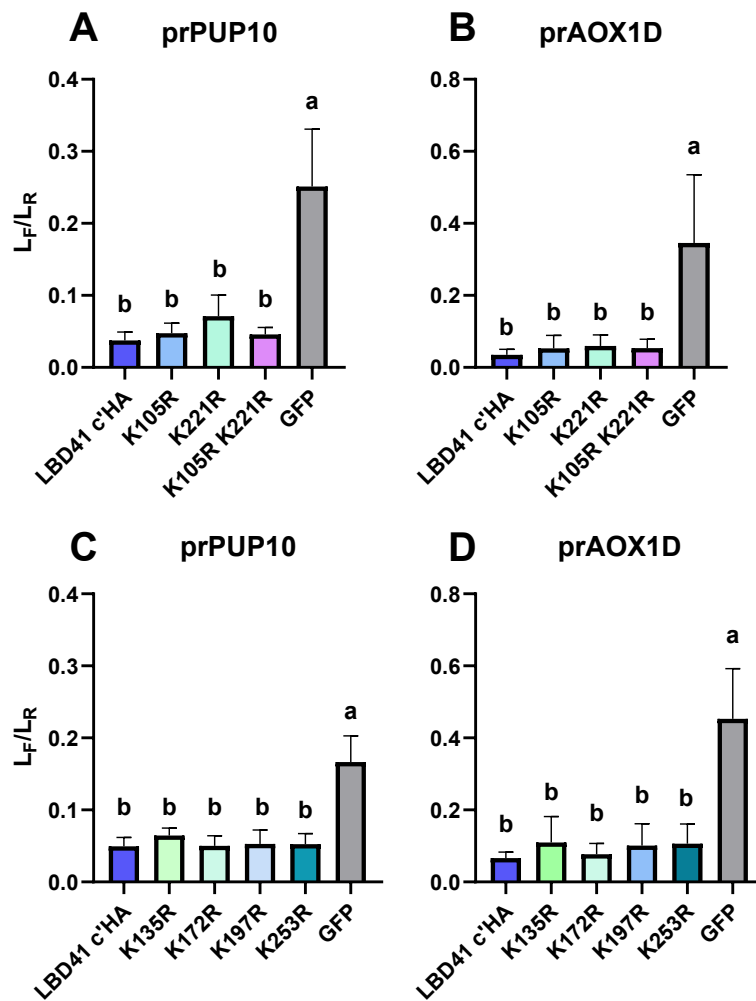 A prPUP10
0.4
0.3
0.2
0.1
0.0
LF/LR
b b b b a
LBD41 c'HA
K105R
K221R
K105R K221R
GFP
B prAOX1D
0.8
0.6
0.4
0.2
0.0
b b b b a
LBD41 c'HA
K105R
K221R
K105R K221R
GFP
C prPUP10
0.4
0.3
0.2
0.1
0.0
LF/LR
b b b b b a
LBD41 c'HA
K135R
K172R
K197R
K253R
GFP
D prAOX1D
0.8
0.6
0.4
0.2
0.0
b b b b b a
LBD41 c'HA
K135R
K172R
K197R
K253R
GFP